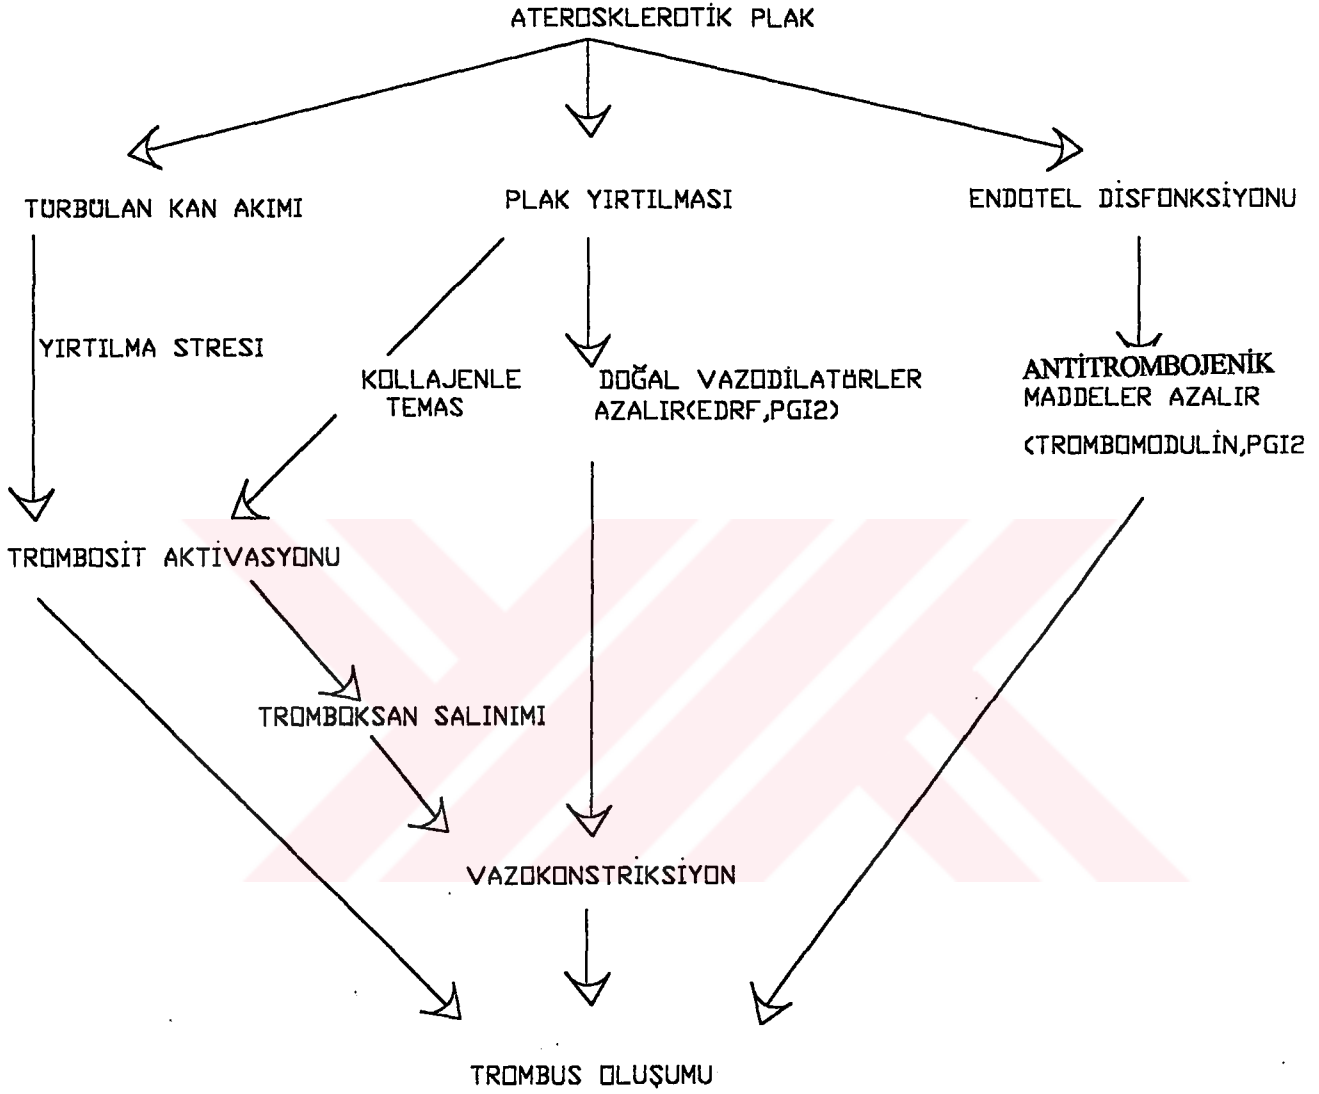 ATEROSKLEROTİK PLAK
TURBULAN KAN AKIMI
PLAK YIRTILMASI
ENDOTEL DİSFONKSİYONU
YIRTILMA STRESI
KOLLAJENLE
TEMAS
DOĞAL VAZODİLATÖRLER
AZALIR(EDRF,PGI2)
ANTİTROMBOJENİK
MADDELER AZALIR
(TROMBOMODULİN,PGI2
TROMBOSİT AKTİVASYONU
TROMBOKSAN SALINIMI
VAZOKONSTRİKSİYON
TROMBUS OLUŞUMU